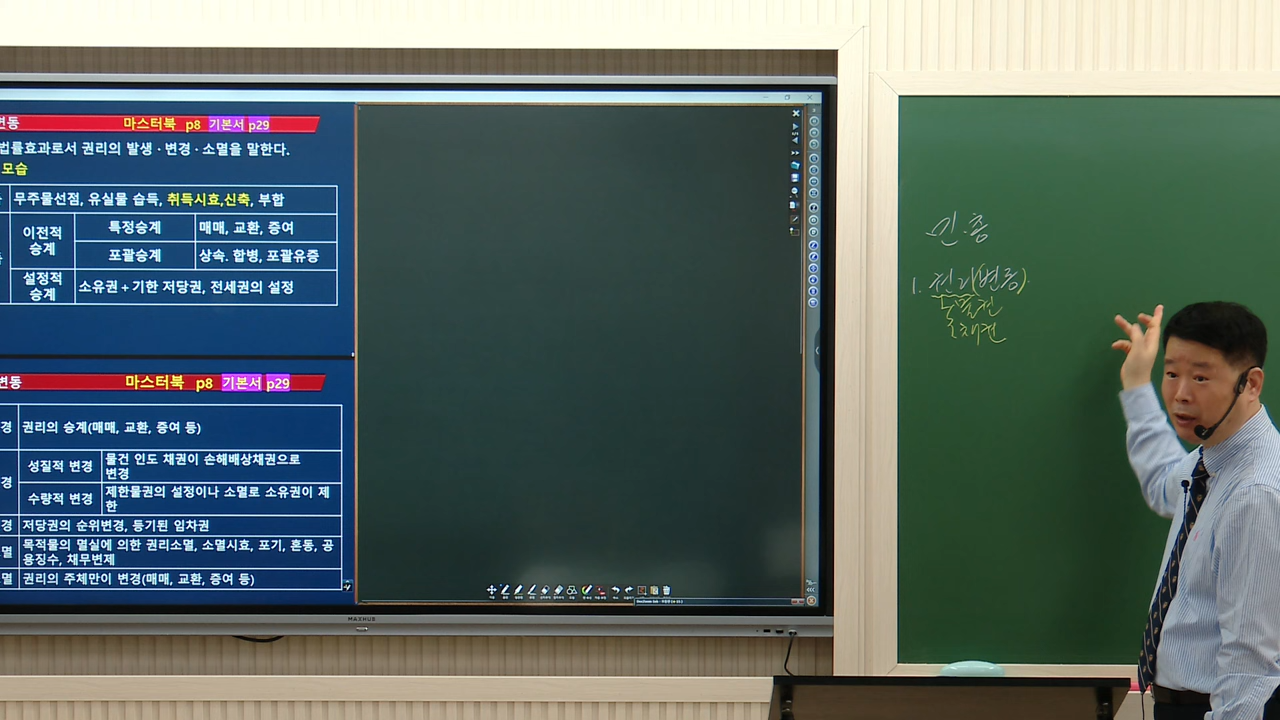 변동 마스터북 p8 기본서 p29
법률효과로서 권리의 발생·변경·소멸을 말한다.
모습
무주물선점, 유실물 습득, 취득시효,신축, 부합
이전적 승계 특정승계 매매, 교환, 증여
포괄승계 상속. 합병, 포괄유증
설정적 승계 소유권+기한 저당권, 전세권의 설정
변동 마스터북 p8 기본서 p29
경 권리의 승계(매매, 교환, 증여 등)
경 성질적 변경 물건 인도 채권이 손해배상채권으로
변경
수량적 변경 제한물권의 설정이나 소멸로 소유권이 제
한
경 저당권의 순위변경, 등기된 임차권
멸 목적물의 멸실에 의한 권리소멸, 소멸시효, 포기, 혼동, 공
용징수, 채무변제
멸 권리의 주체만이 변경(매매, 교환, 증여 등)
MAXHUB
민.총
1. 권리(변동)
물권
채권